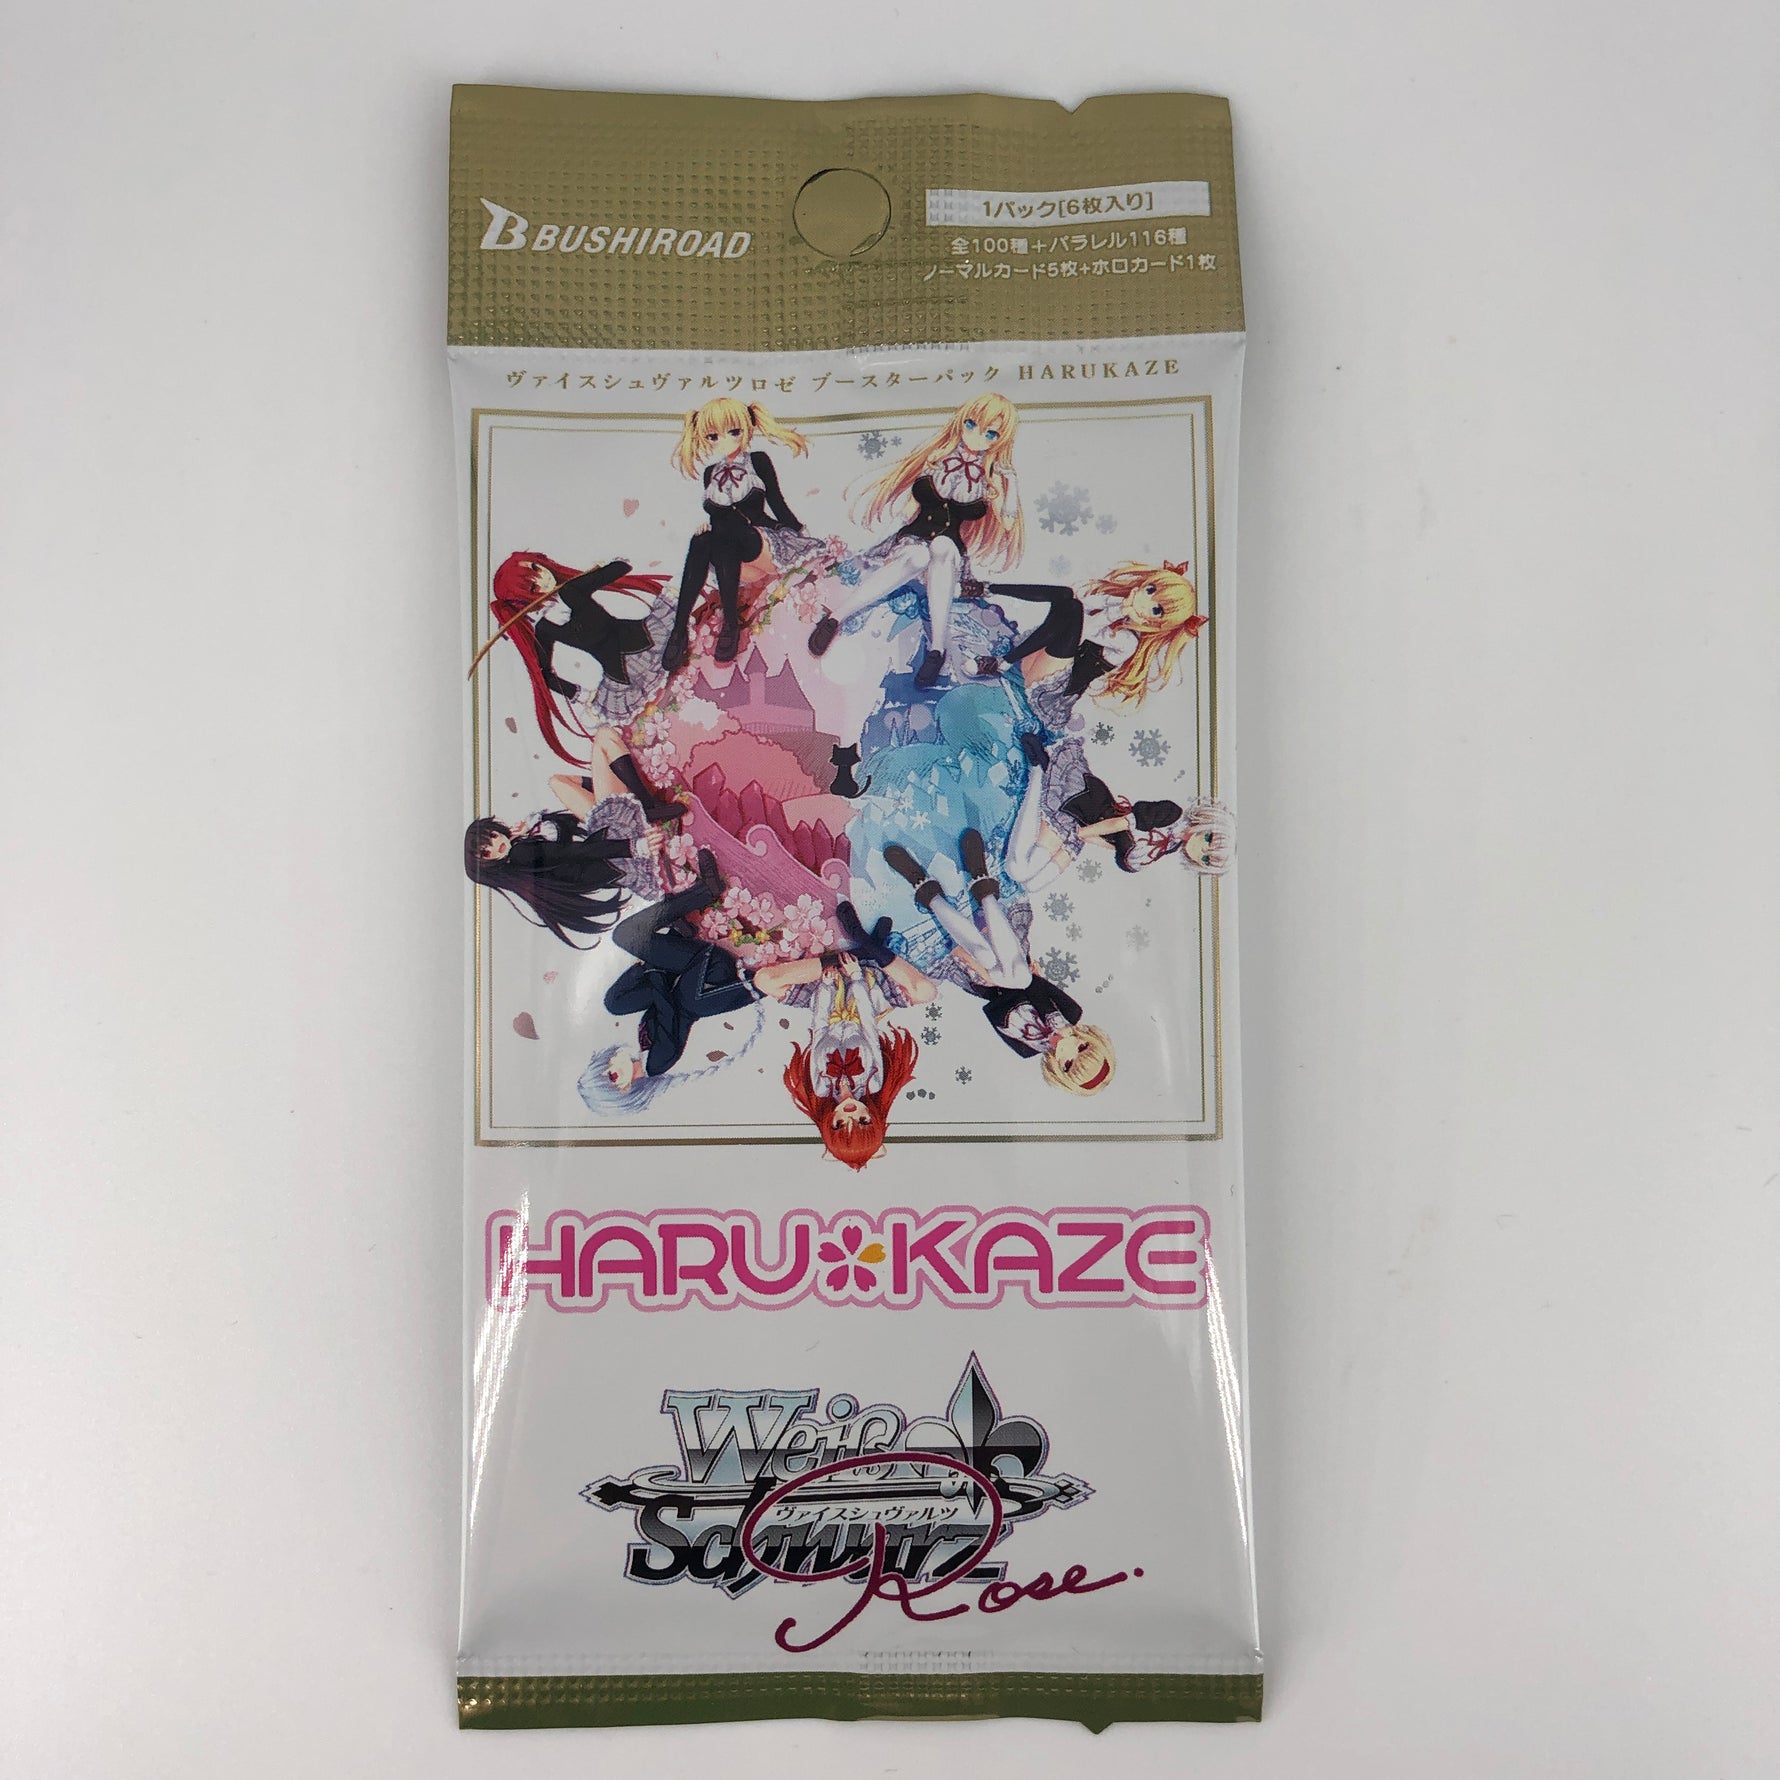 BUSHIROAD
1パック[6枚入り]
全100種+パラレル116種
ノーマルカード5枚+ホロカード1枚
ヴァイスシュヴァルツロゼ ブースターパック HARUKAZE
HARUKAZE
Weiß
ヴァイスシュヴァルツ
Schwarz
Rose.